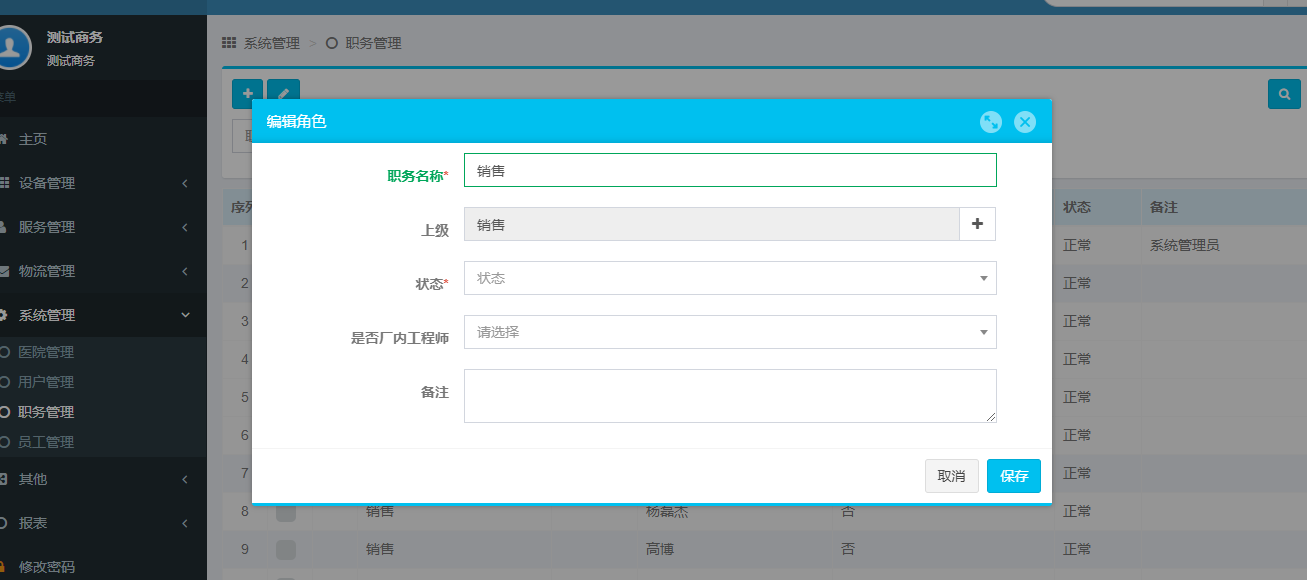 测试商务
测试商务
主页
设备管理
服务管理
物流管理
系统管理
医院管理
用户管理
职务管理
员工管理
其他
报表
修改密码
系统管理 > 职务管理
编辑角色
职务名称* 销售
上级 销售
状态* 状态
是否厂内工程师 请选择
备注
取消 保存
状态 备注
1 正常 系统管理员
2 正常
3 正常
4 正常
5 正常
6 正常
7 正常
8 销售 杨磊杰 否 正常
9 销售 高博 否 正常